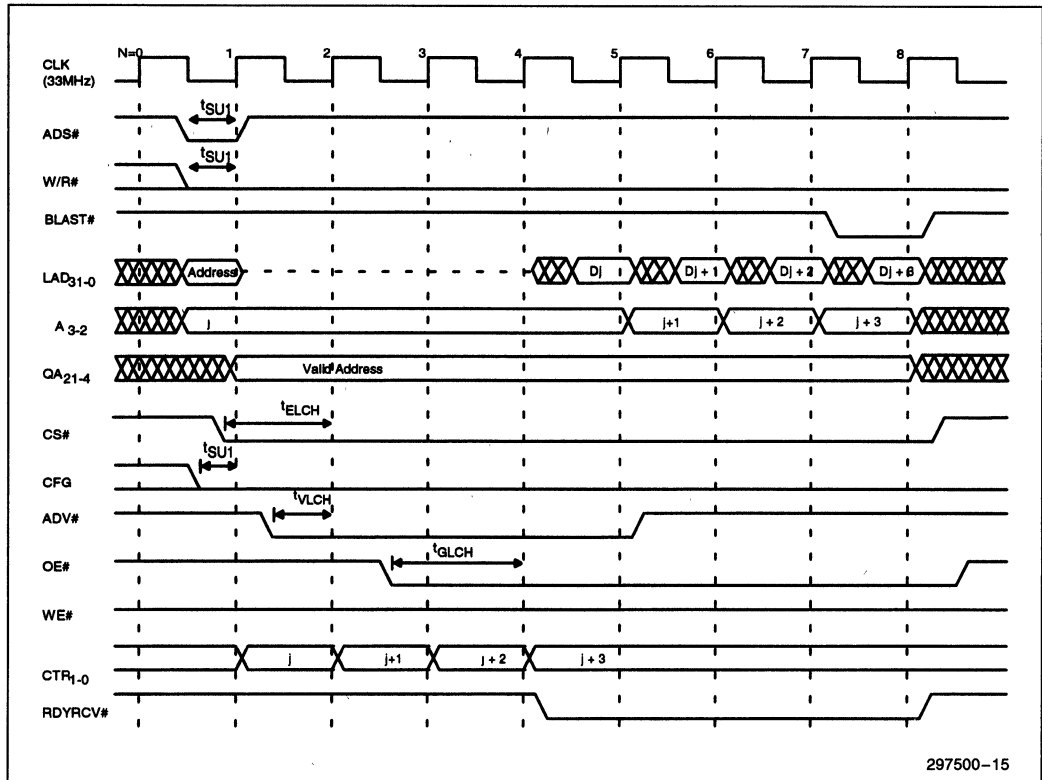 N=0 1 2 3 4 5 6 7 8
CLK
(33MHz)
tSU1
ADS#
tSU1
W/R#
BLAST#
LAD31-0 Address Dj Dj + 1 Dj + 2 Dj + 3
A 3-2 j j+1 j + 2 j + 3
QA21-4 Valid Address
tELCH
CS#
tSU1
CFG
tVLCH
ADV#
tGLCH
OE#
WE#
CTR1-0 j j+1 j + 2 j + 3
RDYRCV#
297500-15